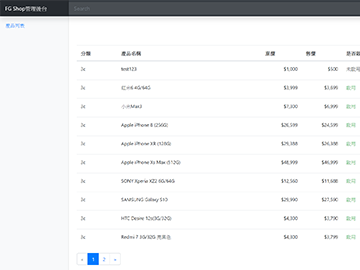 FG Shop管理後台 Search
產品列表
分類 產品名稱 原價 售價 是否啟
3c test123 $1,000 $500 未啟用
3c 紅米6 4G/64G $3,999 $3,699 啟用
3c 小米Max3 $7,300 $6,999 啟用
3c Apple iPhone 8 (256G) $26,599 $24,599 啟用
3c Apple iPhone XR (128G) $29,388 $26,388 啟用
3c Apple iPhone Xs Max (512G) $48,999 $46,999 啟用
3c SONY Xperia XZ2 6G/64G $12,560 $11,688 啟用
3c SAMSUNG Galaxy S10 $29,990 $27,300 啟用
3c HTC Desire 12s(3G/32G) $4,300 $3,790 啟用
3c Redmi 7 3G/32G 亮黑色 $4,300 $3,799 啟用
« 1 2 »